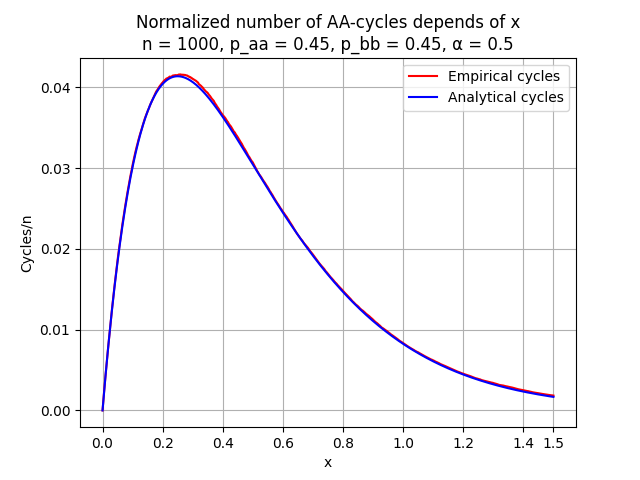 Normalized number of AA-cycles depends of x
n = 1000, p_aa = 0.45, p_bb = 0.45, α = 0.5
Empirical cycles
Analytical cycles
Cycles/n
0.04
0.03
0.02
0.01
0.00
0.0 0.2 0.4 0.6 0.8 1.0 1.2 1.4 1.5
x